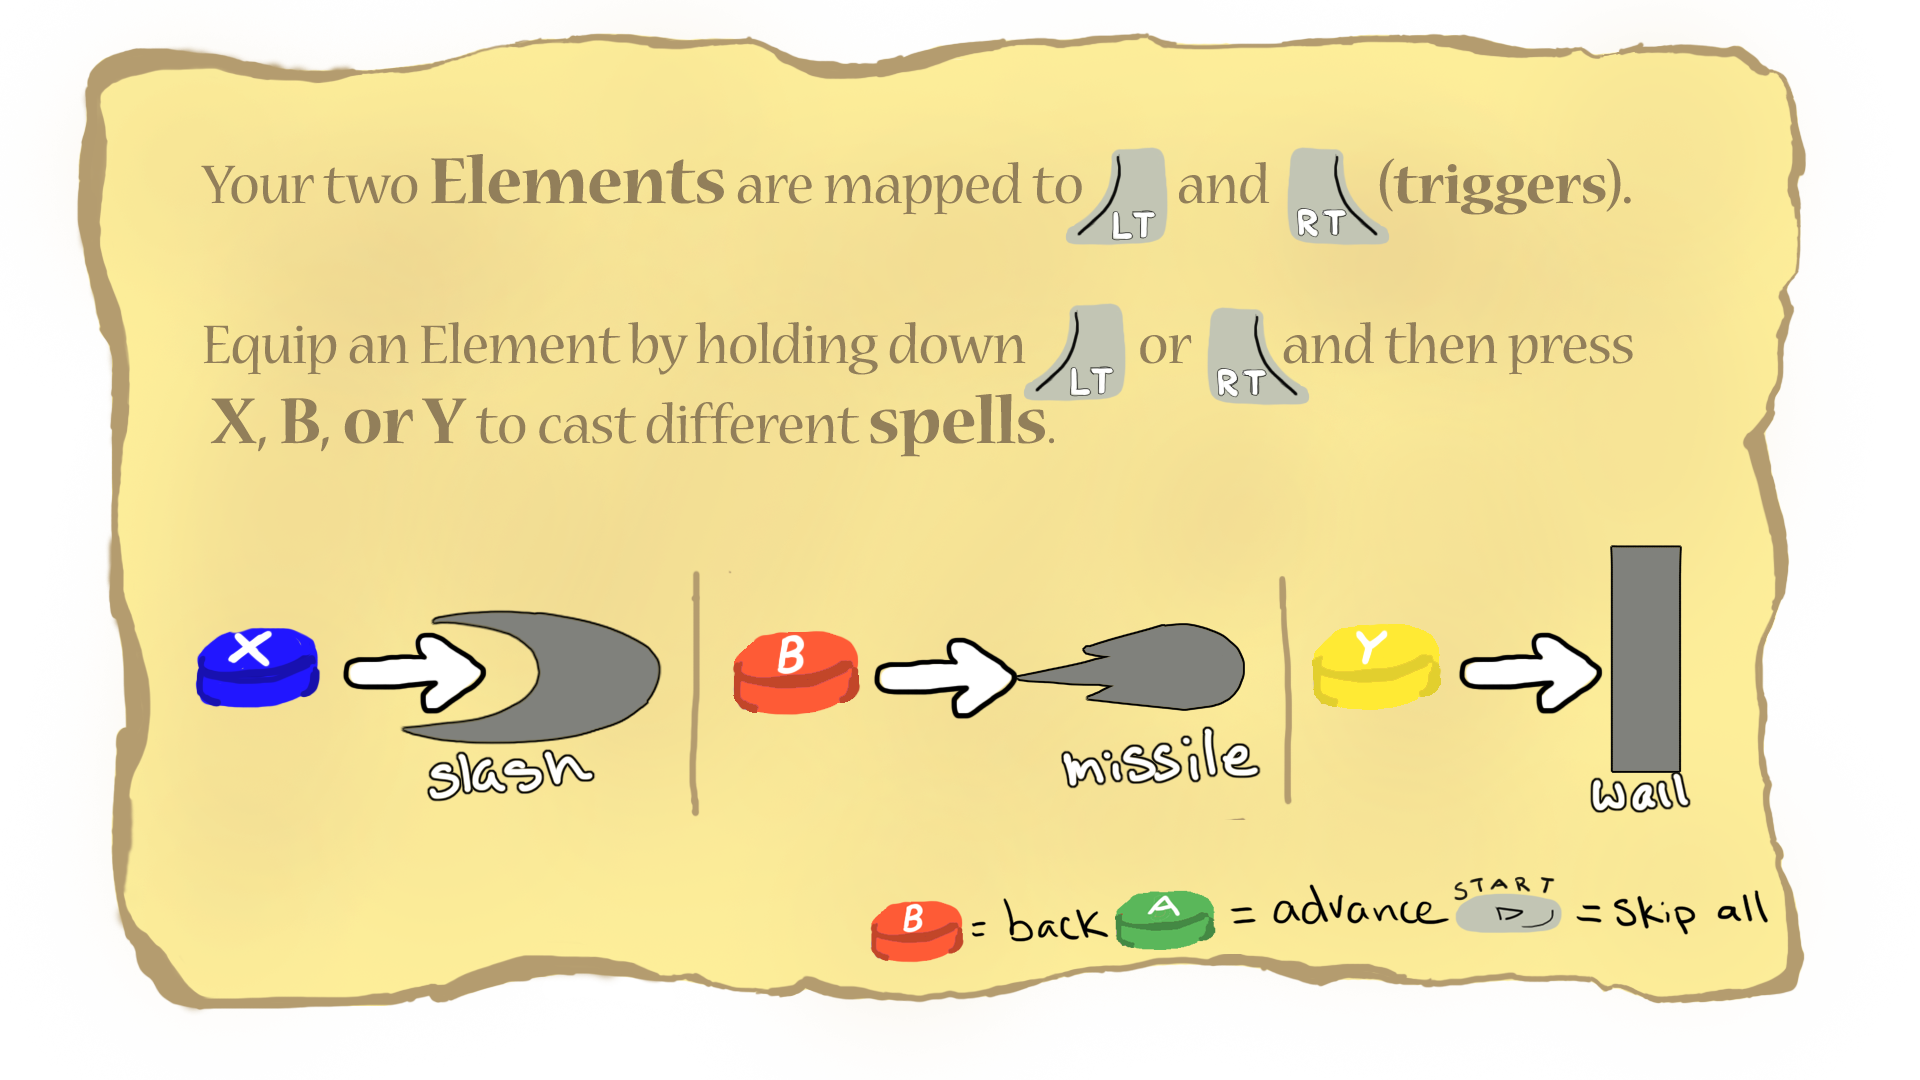 Your two Elements are mapped to LT and RT (triggers).
Equip an Element by holding down LT or RT and then press
X, B, or Y to cast different spells.
X B Y
slash missile wall
START
B = back A = advance = skip all